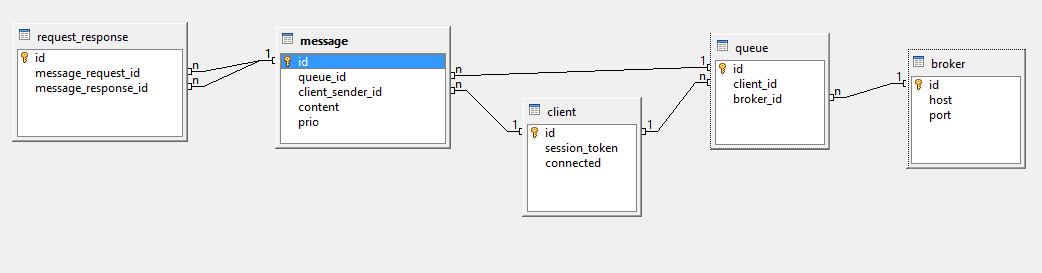 request_response
id
message_request_id
message_response_id
n
n
1
message
id
queue_id
client_sender_id
content
prio
n
n
1
client
id
session_token
connected
1
1
n
queue
id
client_id
broker_id
n
1
broker
id
host
port